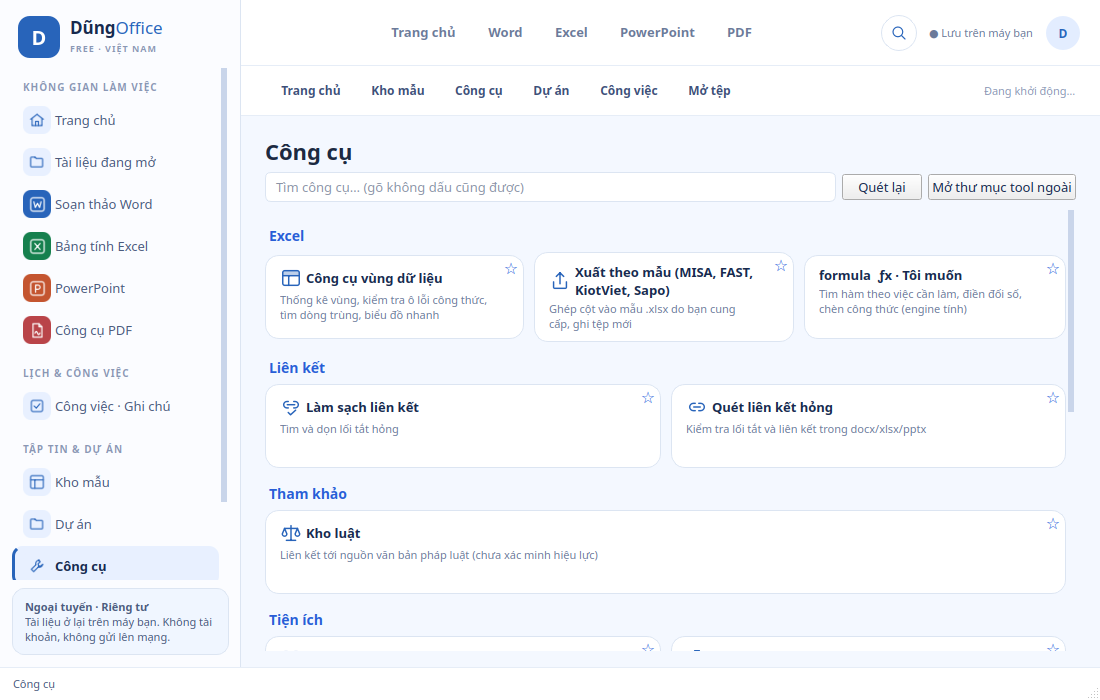 D
DũngOffice
FREE · VIỆT NAM
KHÔNG GIAN LÀM VIỆC
Trang chủ
Tài liệu đang mở
Soạn thảo Word
Bảng tính Excel
PowerPoint
Công cụ PDF
LỊCH & CÔNG VIỆC
Công việc · Ghi chú
TẬP TIN & DỰ ÁN
Kho mẫu
Dự án
Công cụ
Ngoại tuyến · Riêng tư
Tài liệu ở lại trên máy bạn. Không tài
khoản, không gửi lên mạng.
Trang chủ Word Excel PowerPoint PDF
Lưu trên máy bạn
D
Trang chủ Kho mẫu Công cụ Dự án Công việc Mở tệp
Đang khởi động...
Công cụ
Tìm công cụ... (gõ không dấu cũng được)
Quét lại
Mở thư mục tool ngoài
Excel
Công cụ vùng dữ liệu
Thống kê vùng, kiểm tra ô lỗi công thức,
tìm dòng trùng, biểu đồ nhanh
Xuất theo mẫu (MISA, FAST,
KiotViet, Sapo)
Ghép cột vào mẫu .xlsx do bạn cung
cấp, ghi tệp mới
formula ƒx · Tôi muốn
Tìm hàm theo việc cần làm, điền đối số,
chèn công thức (engine tính)
Liên kết
Làm sạch liên kết
Tìm và dọn lối tắt hỏng
Quét liên kết hỏng
Kiểm tra lối tắt và liên kết trong docx/xlsx/pptx
Tham khảo
Kho luật
Liên kết tới nguồn văn bản pháp luật (chưa xác minh hiệu lực)
Tiện ích
Công cụ